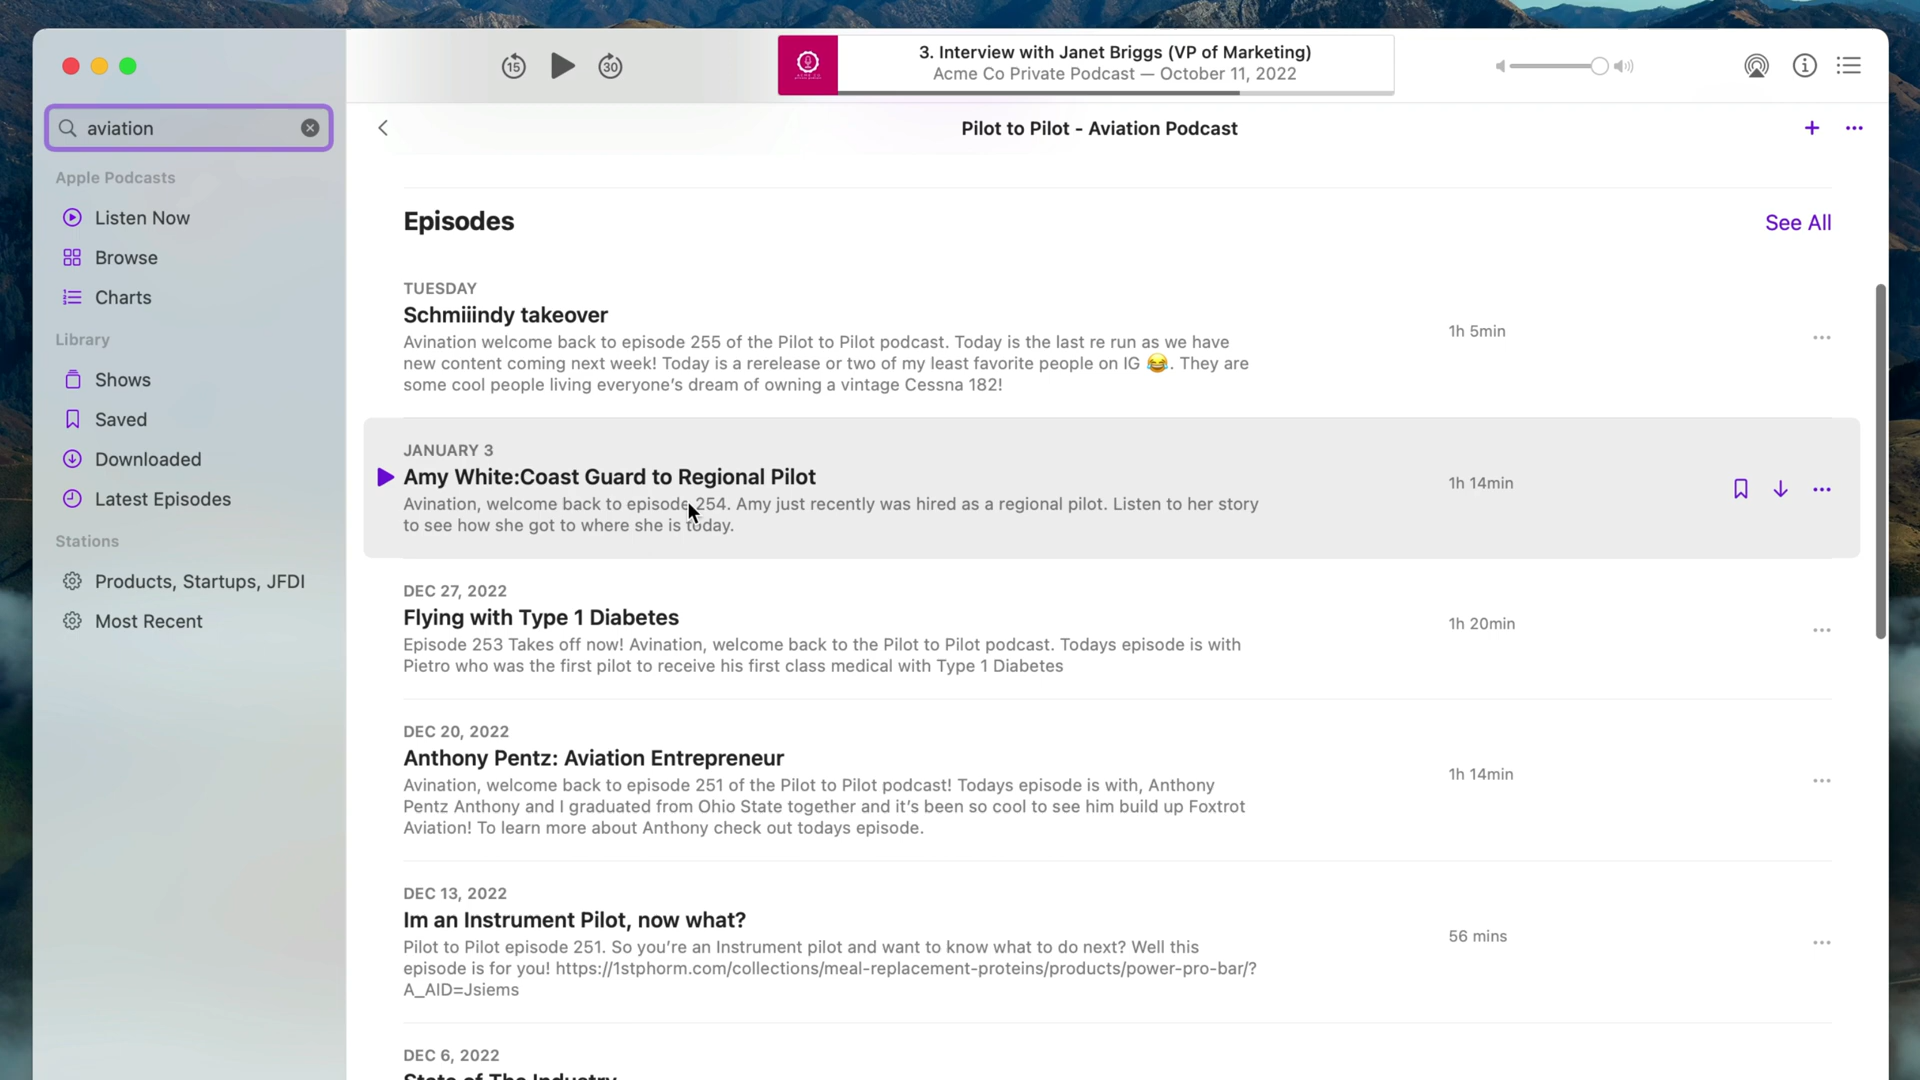 15
30
3. Interview with Janet Briggs (VP of Marketing)
Acme Co Private Podcast — October 11, 2022
aviation
Apple Podcasts
Listen Now
Browse
Charts
Library
Shows
Saved
Downloaded
Latest Episodes
Stations
Products, Startups, JFDI
Most Recent
Pilot to Pilot - Aviation Podcast
Episodes
See All
TUESDAY
Schmiiindy takeover
Avination welcome back to episode 255 of the Pilot to Pilot podcast. Today is the last re run as we have
new content coming next week! Today is a rerelease or two of my least favorite people on IG 😂. They are
some cool people living everyone's dream of owning a vintage Cessna 182!
1h 5min
JANUARY 3
Amy White:Coast Guard to Regional Pilot
Avination, welcome back to episode 254. Amy just recently was hired as a regional pilot. Listen to her story
to see how she got to where she is today.
1h 14min
DEC 27, 2022
Flying with Type 1 Diabetes
Episode 253 Takes off now! Avination, welcome back to the Pilot to Pilot podcast. Todays episode is with
Pietro who was the first pilot to receive his first class medical with Type 1 Diabetes
1h 20min
DEC 20, 2022
Anthony Pentz: Aviation Entrepreneur
Avination, welcome back to episode 251 of the Pilot to Pilot podcast! Todays episode is with, Anthony
Pentz Anthony and I graduated from Ohio State together and it's been so cool to see him build up Foxtrot
Aviation! To learn more about Anthony check out todays episode.
1h 14min
DEC 13, 2022
Im an Instrument Pilot, now what?
Pilot to Pilot episode 251. So you're an Instrument pilot and want to know what to do next? Well this
episode is for you! https://1stphorm.com/collections/meal-replacement-proteins/products/power-pro-bar/?
A_AID=Jsiems
56 mins
DEC 6, 2022
State of The Industry